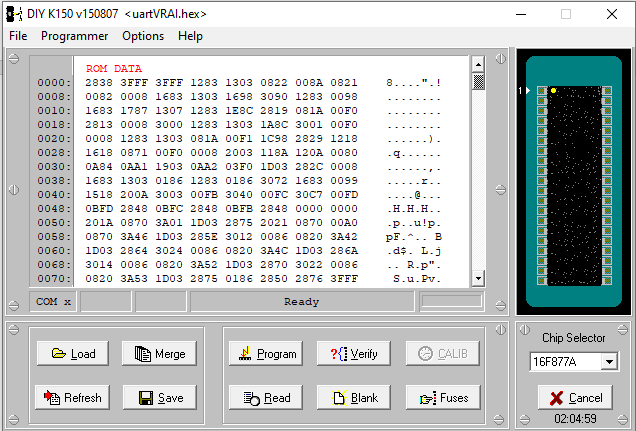 DIY K150 v150807 <uartVRAI.hex>
File Programmer Options Help
ROM DATA
0000: 2838 3FFF 3FFF 1283 1303 0822 008A 0821 8....".!
0008: 0082 0008 1683 1303 1698 3090 1283 0098 ........
0010: 1683 1787 1307 1283 1E8C 2819 081A 00F0 ........
0018: 2813 0008 3000 1283 1303 1A8C 3001 00F0 ........
0020: 0008 1283 1303 081A 00F1 1C98 2829 1218 ......).
0028: 1618 0871 00F0 0008 2003 118A 120A 0080 .q......
0030: 0A84 0AA1 1903 0AA2 03F0 1D03 282C 0008 ......,.
0038: 1683 1303 0186 1283 0186 3072 1683 0099 .....r..
0040: 1518 200A 3003 00FB 3040 00FC 30C7 00FD ....@...
0048: 0BFD 2848 0BFC 2848 0BFB 2848 0000 0000 .H.H.H..
0050: 201A 0870 3A01 1D03 2875 2021 0870 00A0 .p..u!p.
0058: 0870 3A46 1D03 285E 3012 0086 0820 3A42 pF.^.. B
0060: 1D03 2864 3024 0086 0820 3A4C 1D03 286A .d$. L.j
0068: 3014 0086 0820 3A52 1D03 2870 3022 0086 .. R.p".
0070: 0820 3A53 1D03 2875 0186 2850 2876 3FFF S.u.Pv.
COM x
Ready
1
Load
Merge
Program
Verify
CALIB
Refresh
Save
Read
Blank
Fuses
Chip Selector
16F877A
Cancel
02:04:59